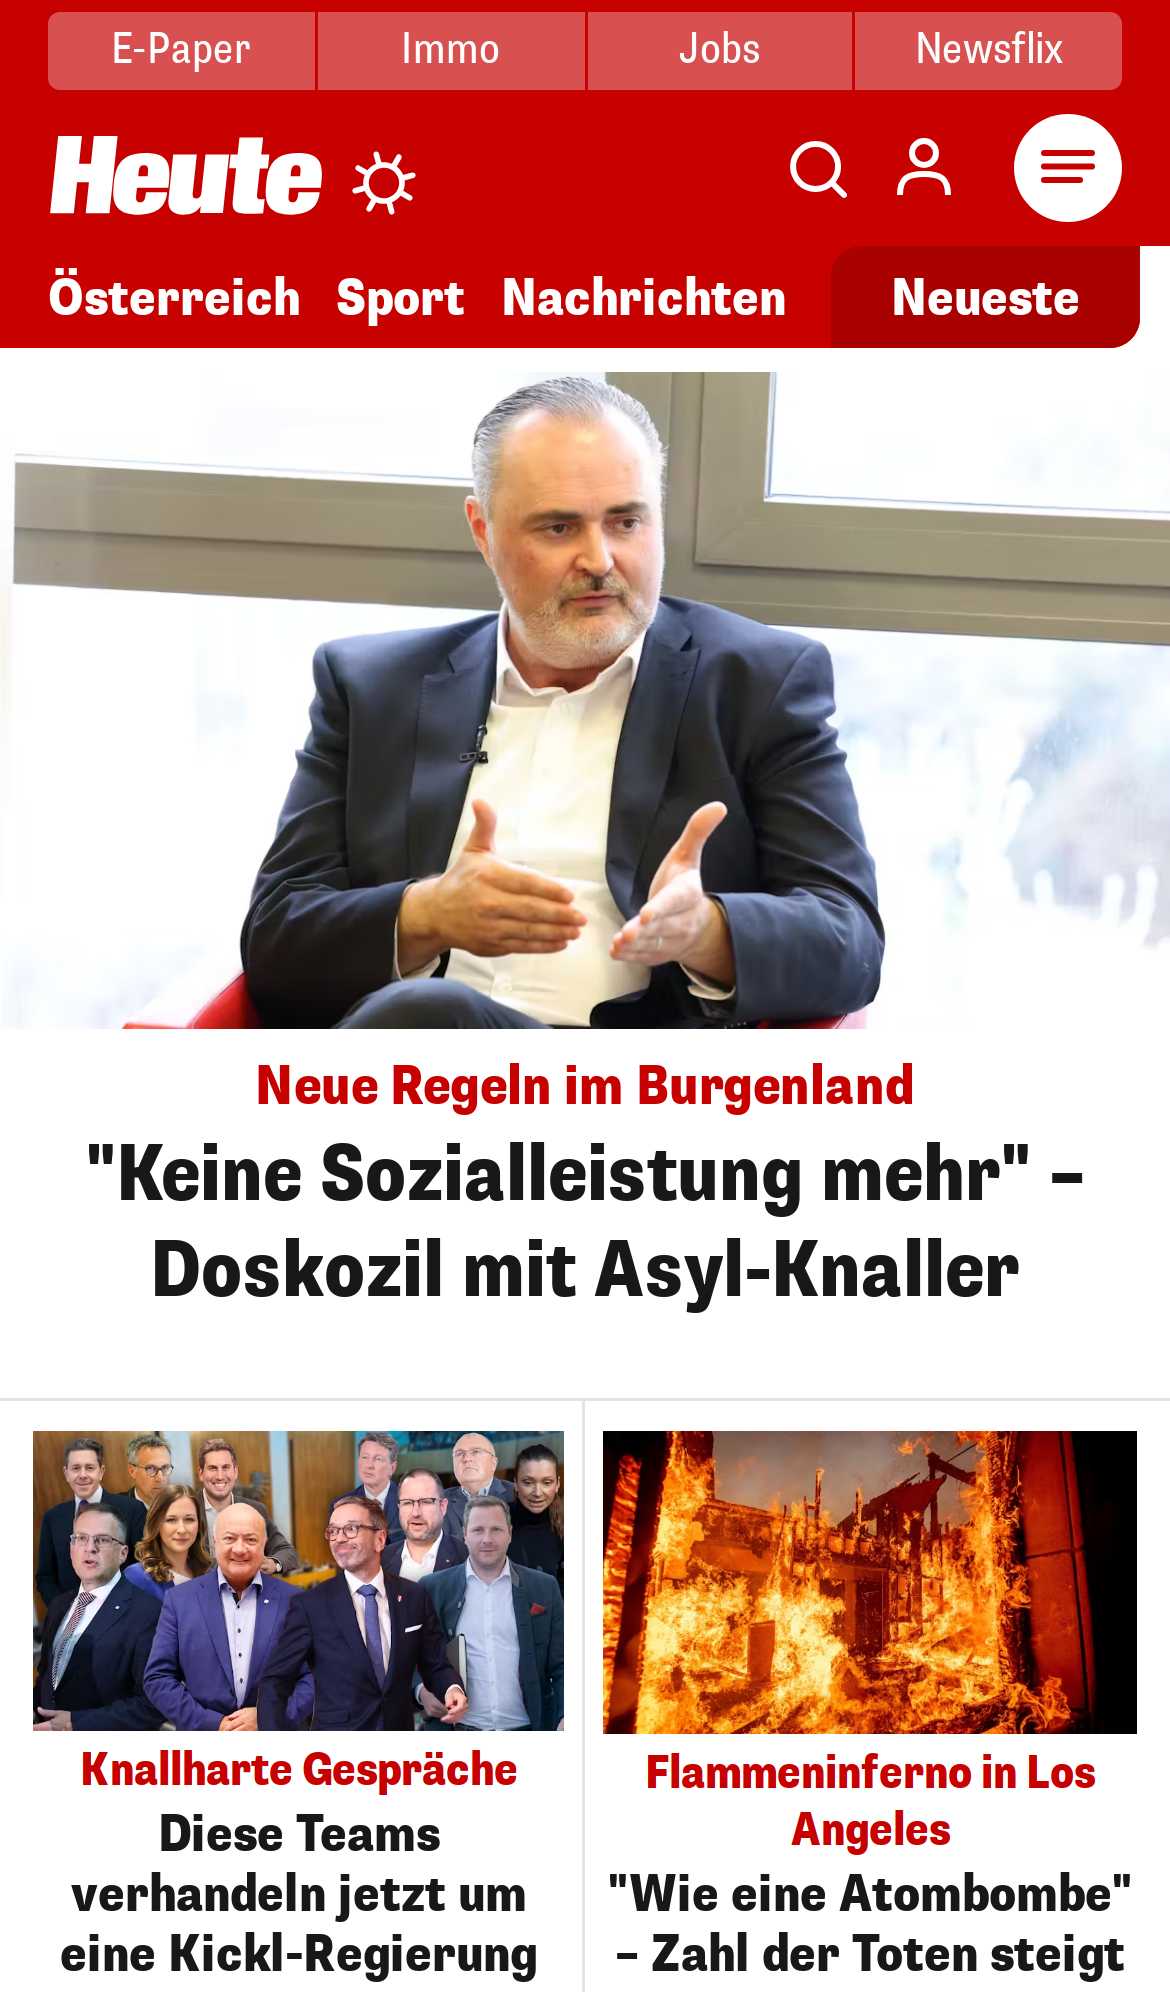 E-Paper Immo Jobs Newsflix
Heute
Österreich Sport Nachrichten Neueste
Neue Regeln im Burgenland
"Keine Sozialleistung mehr" –
Doskozil mit Asyl-Knaller
Knallharte Gespräche
Diese Teams
verhandeln jetzt um
eine Kickl-Regierung
Flammeninferno in Los
Angeles
"Wie eine Atombombe"
– Zahl der Toten steigt